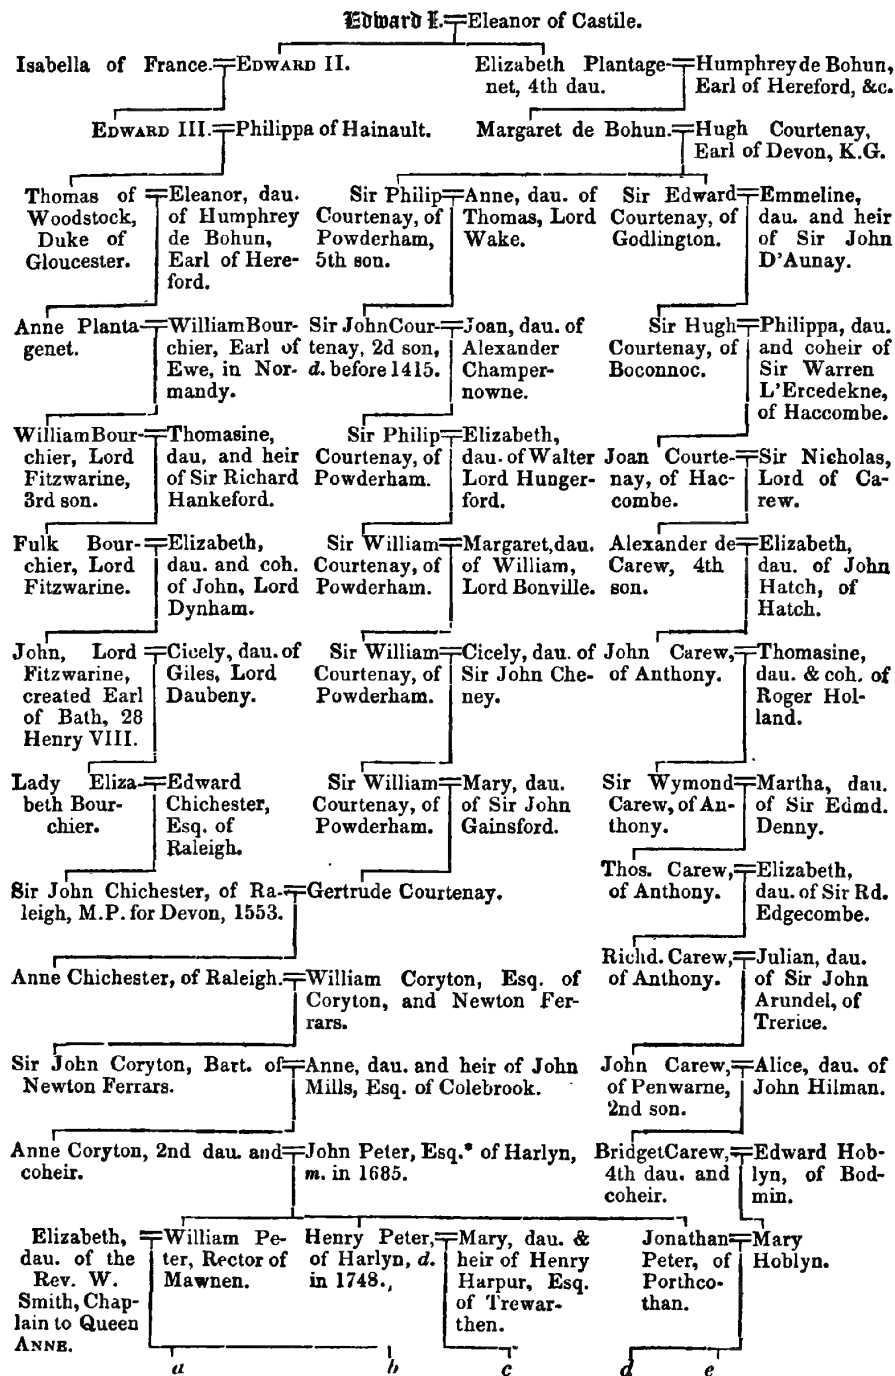 Edward I.=Eleanor of Castile.
Isabella of France.=EDWARD II.
Elizabeth Plantage-
net, 4th dau.
Humphrey de Bohun,
Earl of Hereford, &c.
EDWARD III.=Philippa of Hainault.
Margaret de Bohun.
Hugh Courtenay,
Earl of Devon, K.G.
Thomas of
Woodstock,
Duke of
Gloucester.
Eleanor, dau.
of Humphrey
de Bohun,
Earl of Here-
ford.
Sir Philip
Courtenay, of
Powderham,
5th son.
Anne, dau. of
Thomas, Lord
Wake.
Sir Edward
Courtenay, of
Godlington.
Emmeline,
dau. and heir
of Sir John
D'Aunay.
Anne Planta-
genet.
William Bour-
chier, Earl of
Ewe, in Nor-
mandy.
Sir John Cour-
tenay, 2d son,
d. before 1415.
Joan, dau. of
Alexander
Champer-
nowne.
Sir Hugh
Courtenay, of
Boconnoc.
Philippa, dau.
and coheir of
Sir Warren
L'Ercedekne,
of Haccombe.
William Bour-
chier, Lord
Fitzwarine,
3rd son.
Thomasine,
dau. and heir
of Sir Richard
Hankeford.
Sir Philip
Courtenay, of
Powderham.
Elizabeth,
dau. of Walter
Lord Hunger-
ford.
Joan Courte-
nay, of Hac-
combe.
Sir Nicholas,
Lord of Ca-
rew.
Fulk Bour-
chier, Lord
Fitzwarine.
Elizabeth,
dau. and coh.
of John, Lord
Dynham.
Sir William
Courtenay, of
Powderham.
Margaret, dau.
of William,
Lord Bonville.
Alexander de
Carew, 4th
son.
Elizabeth,
dau. of John
Hatch, of
Hatch.
John, Lord
Fitzwarine,
created Earl
of Bath, 28
Henry VIII.
Cicely, dau. of
Giles, Lord
Daubeny.
Sir William
Courtenay, of
Powderham.
Cicely, dau. of
Sir John Che-
ney.
John Carew,
of Anthony.
Thomasine,
dau. & coh. of
Roger Hol-
land.
Lady Eliza-
beth Bour-
chier.
Edward
Chichester,
Esq. of
Raleigh.
Sir William
Courtenay, of
Powderham.
Mary, dau.
of Sir John
Gainsford.
Sir Wymond
Carew, of An-
thony.
Martha, dau.
of Sir Edmd.
Denny.
Sir John Chichester, of Ra-
leigh, M.P. for Devon, 1553.
Gertrude Courtenay.
Thos. Carew,
of Anthony.
Elizabeth,
dau. of Sir Rd.
Edgecombe.
Anne Chichester, of Raleigh.
William Coryton, Esq. of
Coryton, and Newton Fer-
rars.
Richd. Carew,
of Anthony.
Julian, dau.
of Sir John
Arundel, of
Trerice.
Sir John Coryton, Bart. of
Newton Ferrars.
Anne, dau. and heir of John
Mills, Esq. of Colebrook.
John Carew,
of Penwarne,
2nd son.
Alice, dau. of
John Hilman.
Anne Coryton, 2nd dau. and
coheir.
John Peter, Esq.* of Harlyn,
m. in 1685.
Bridget Carew,
4th dau. and
coheir.
Edward Hob-
lyn, of Bod-
min.
Elizabeth,
dau. of the
Rev. W.
Smith, Chap-
lain to Queen
ANNE.
William Pe-
ter, Rector of
Mawnen.
Henry Peter,
of Harlyn, d.
in 1748.
Mary, dau. &
heir of Henry
Harpur, Esq.
of Trewar-
then.
Jonathan
Peter, of
Porthco-
than.
Mary
Hoblyn.
a b c d e